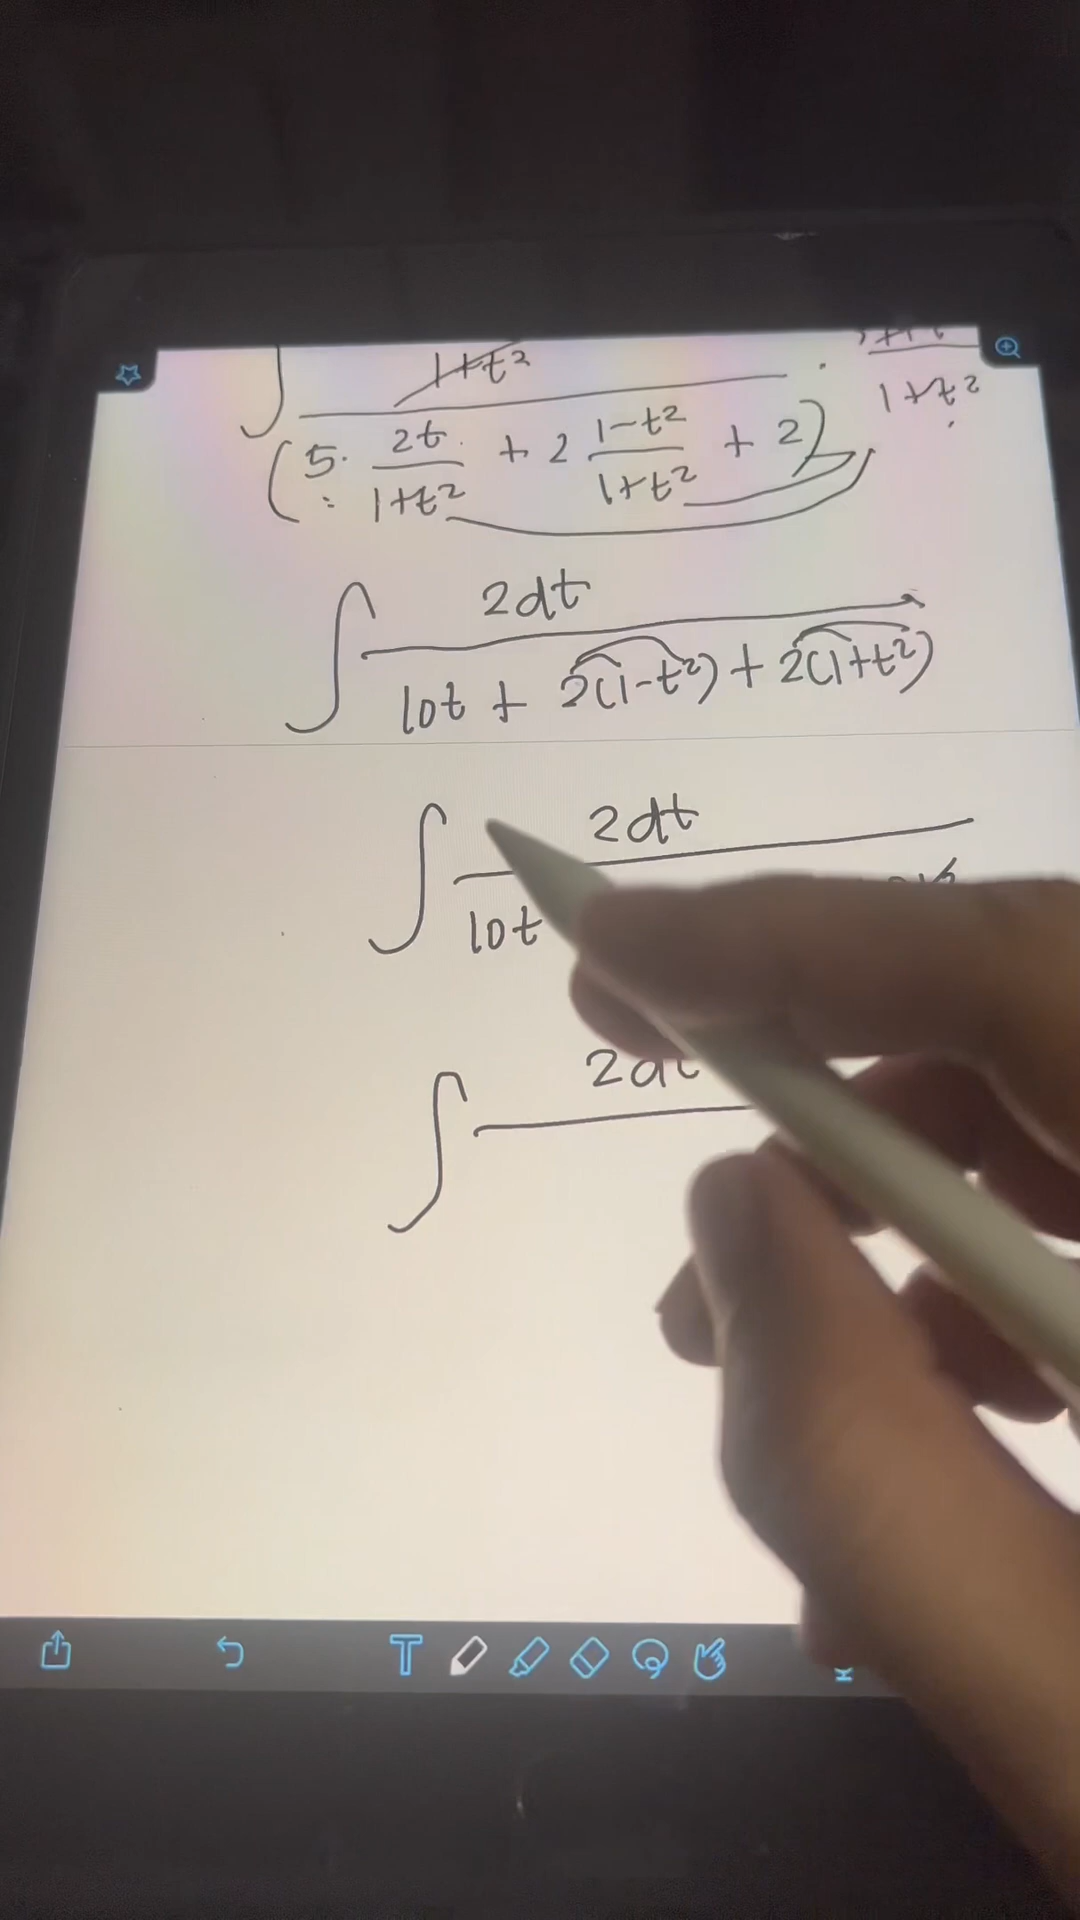 ∫ 1+t²
1+t²
(5. 2t/1+t² + 2 1-t²/1+t² + 2)
∫ 2dt
10t + 2(1-t²) + 2(1+t²)
∫ 2dt
10t
∫ 2dt
T